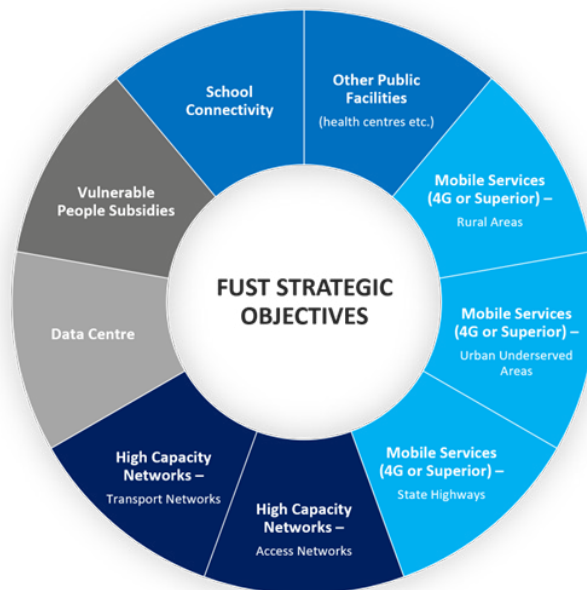 FUST STRATEGIC
OBJECTIVES
Other Public
Facilities
(health centres etc.)
Mobile Services
(4G or Superior) –
Rural Areas
Mobile Services
(4G or Superior) –
Urban Underserved
Areas
Mobile Services
(4G or Superior) –
State Highways
High Capacity
Networks –
Access Networks
High Capacity
Networks –
Transport Networks
Data Centre
Vulnerable
People Subsidies
School
Connectivity